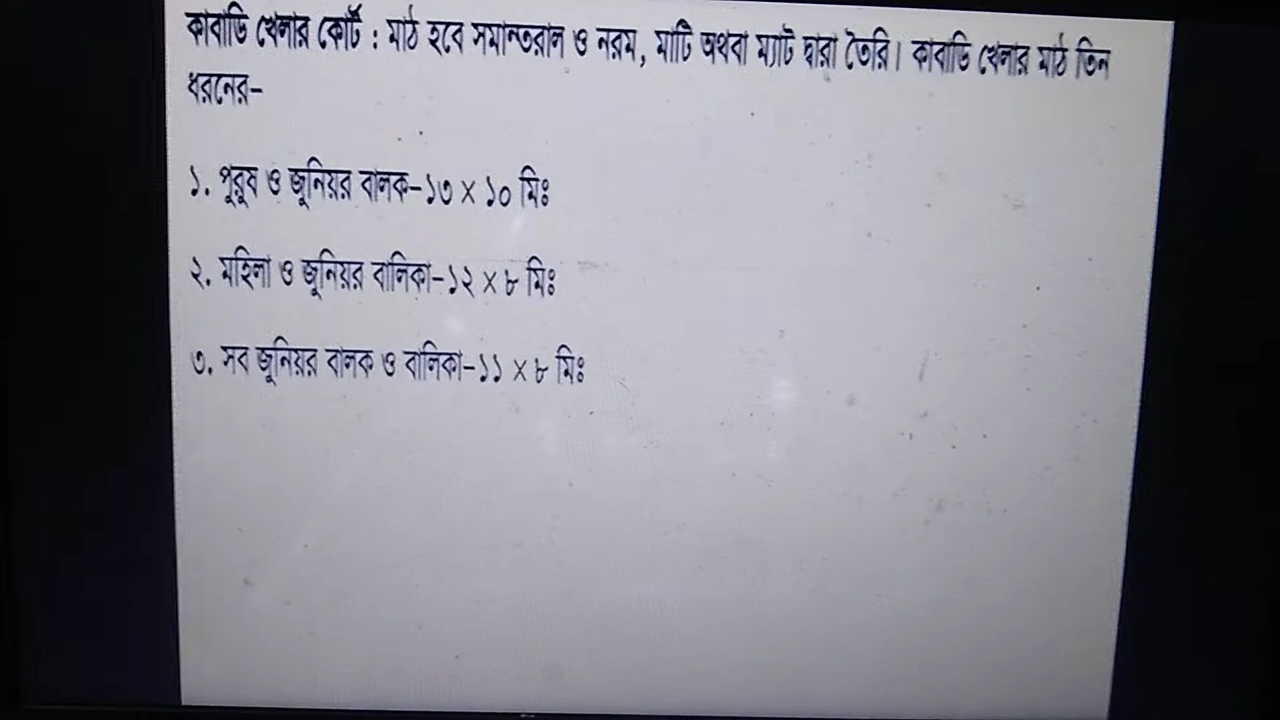 কাবাডি খেলার কোর্ট : মাঠ হবে সমান্তরাল ও নরম, মাটি অথবা ম্যাট দ্বারা তৈরি। কাবাডি খেলার মাঠ তিন
ধরনের-
১. পুরুষ ও জুনিয়র বালক-১৩ × ১০ মিঃ
২. মহিলা ও জুনিয়র বালিকা-১২ × ৮ মিঃ
৩. সব জুনিয়র বালক ও বালিকা-১১ × ৮ মিঃ